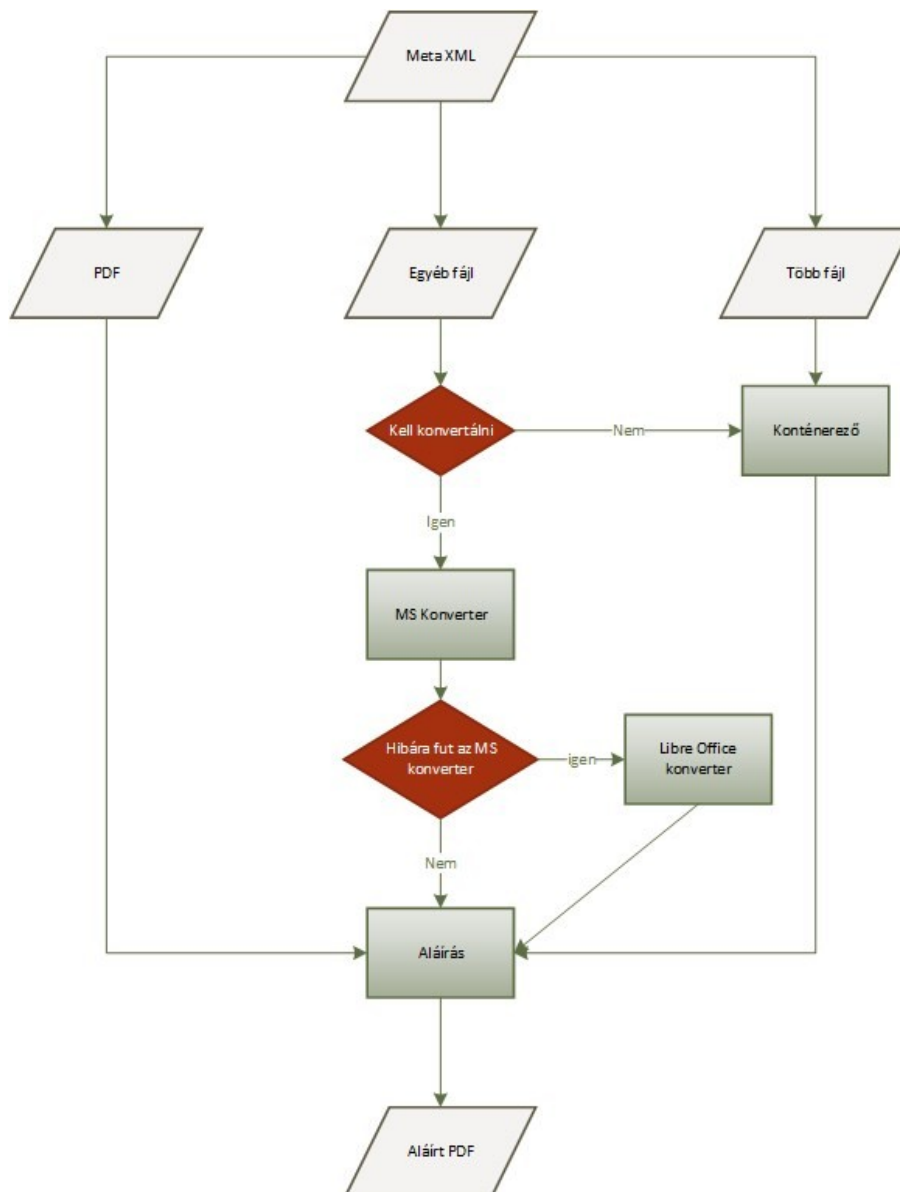 Meta XML
PDF
Egyéb fájl
Több fájl
Kell konvertálni
Nem
Konténerező
Igen
MS Konverter
Hibára fut az MS
konverter
igen
Libre Office
konverter
Nem
Aláírás
Aláírt PDF